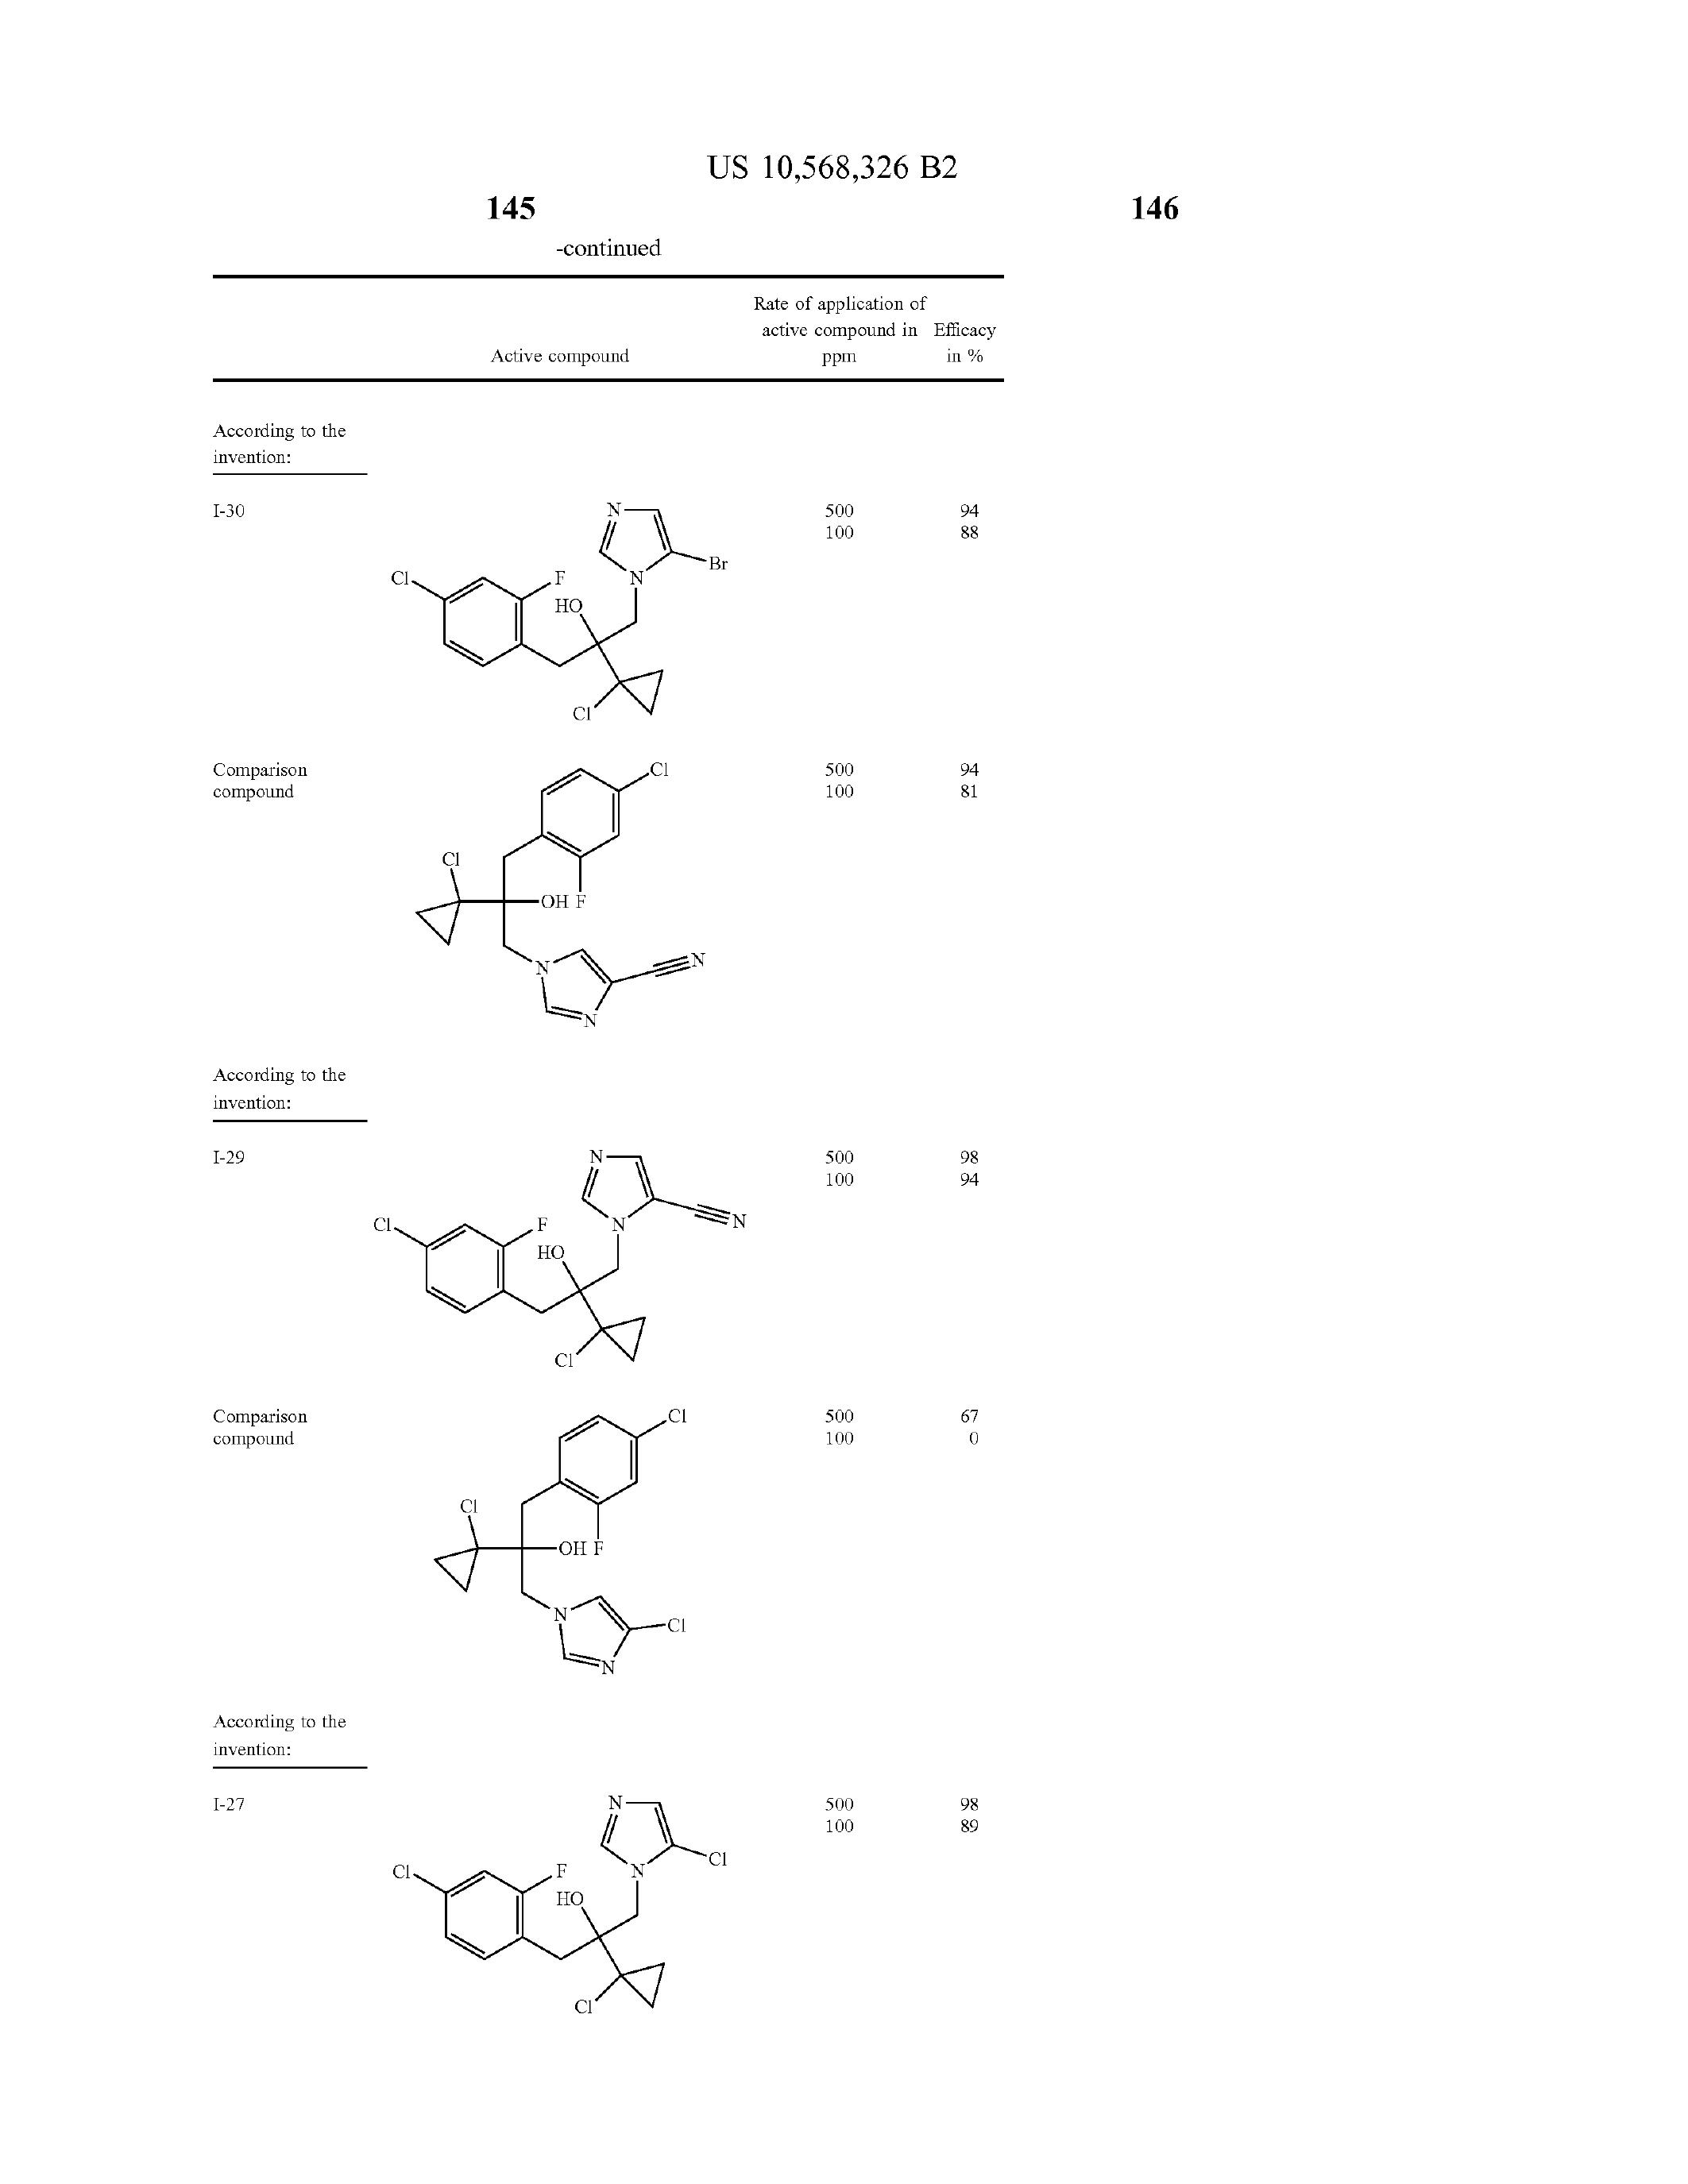 US 10,568,326 B2
145 146
-continued
Rate of application of
active compound in Efficacy
Active compound ppm in %
According to the
invention:
I-30 500 94
100 88
N
Br
N
Cl
F
HO
Cl
Comparison 500 94
compound 100 81
Cl
Cl
OH F
N
N
N
According to the
invention:
I-29 500 98
100 94
N
N
N
Cl
F
HO
Cl
Comparison 500 67
compound 100 0
Cl
Cl
OH F
N
Cl
N
According to the
invention:
I-27 500 98
100 89
N
Cl
N
Cl
F
HO
Cl